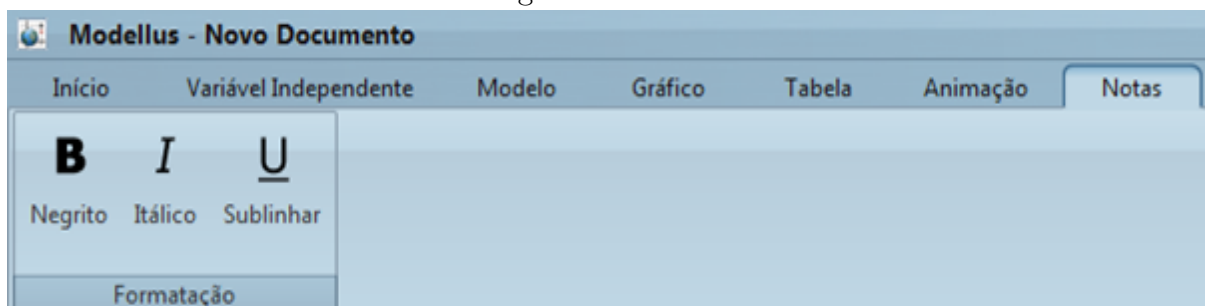 Modellus - Novo Documento
Início Variável Independente Modelo Gráfico Tabela Animação Notas
B I U
Negrito Itálico Sublinhar
Formatação